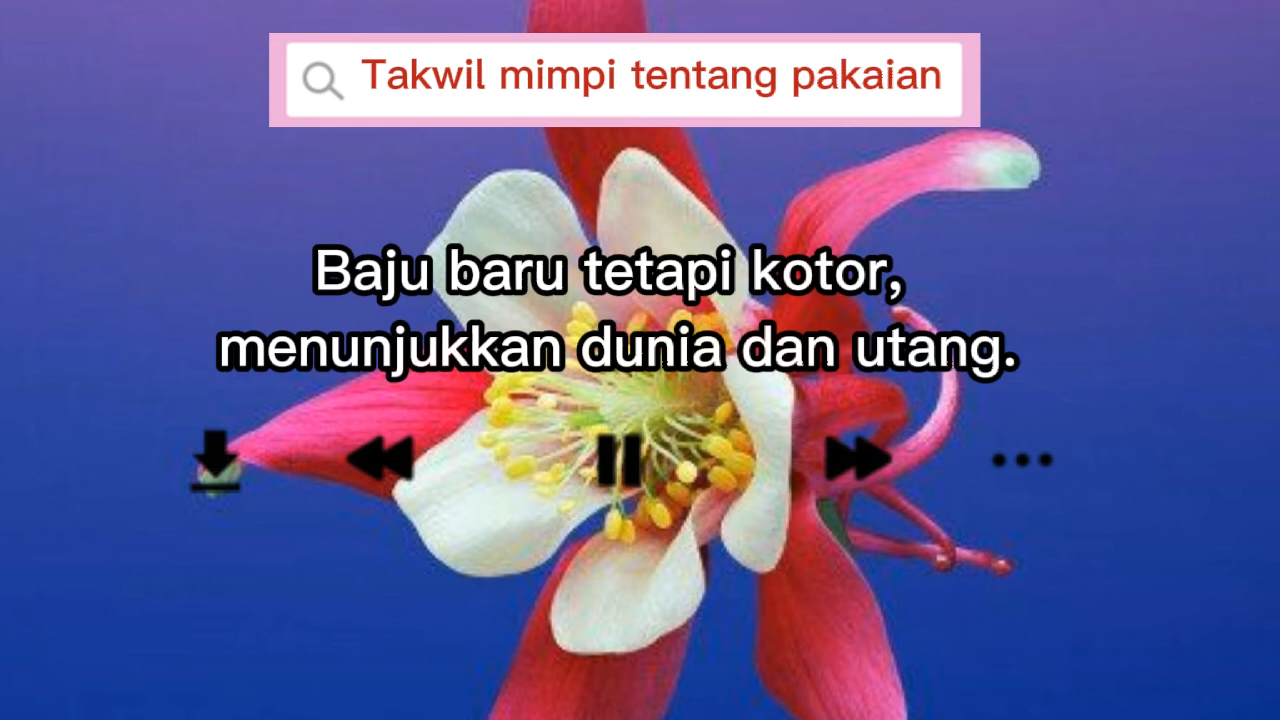 Takwil mimpi tentang pakaian
Baju baru tetapi kotor,
menunjukkan dunia dan utang.